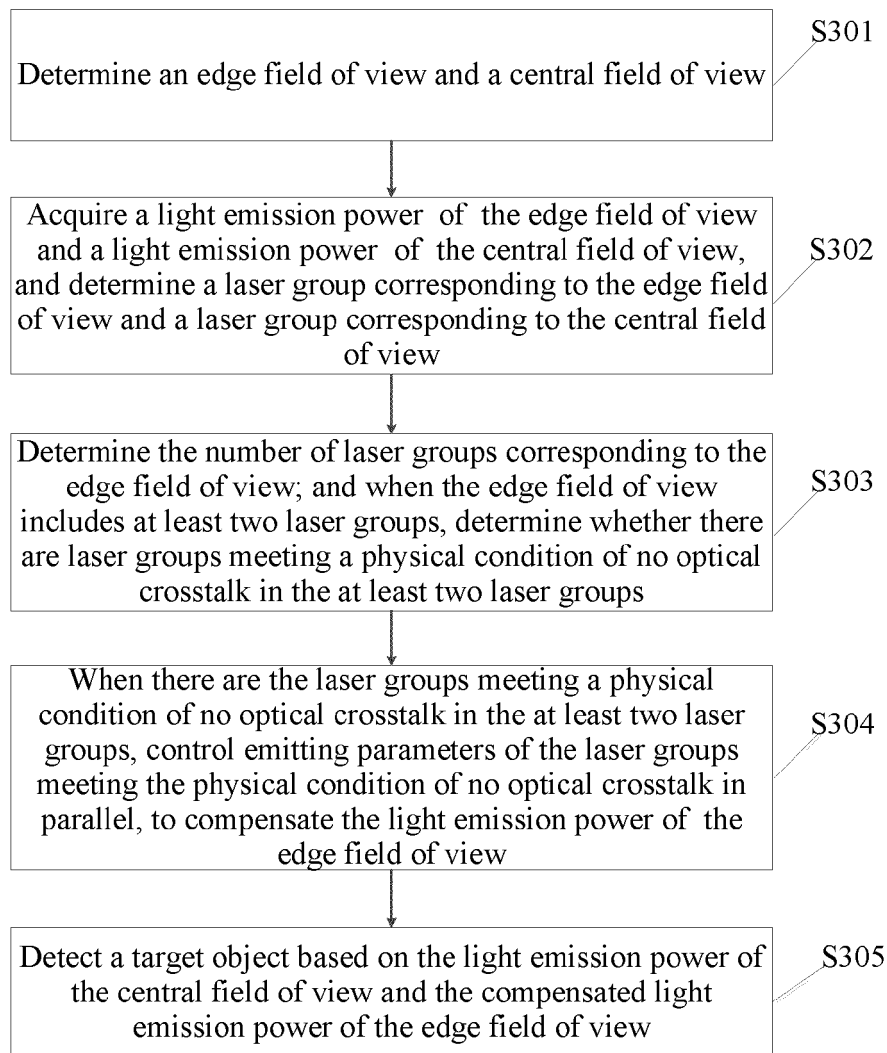 S301
Determine an edge field of view and a central field of view
Acquire a light emission power of the edge field of view
and a light emission power of the central field of view,
and determine a laser group corresponding to the edge field
of view and a laser group corresponding to the central field
of view
S302
Determine the number of laser groups corresponding to the
edge field of view; and when the edge field of view
includes at least two laser groups, determine whether there
are laser groups meeting a physical condition of no optical
crosstalk in the at least two laser groups
S303
When there are the laser groups meeting a physical
condition of no optical crosstalk in the at least two laser
groups, control emitting parameters of the laser groups
meeting the physical condition of no optical crosstalk in
parallel, to compensate the light emission power of the
edge field of view
S304
Detect a target object based on the light emission power of
the central field of view and the compensated light
emission power of the edge field of view
S305